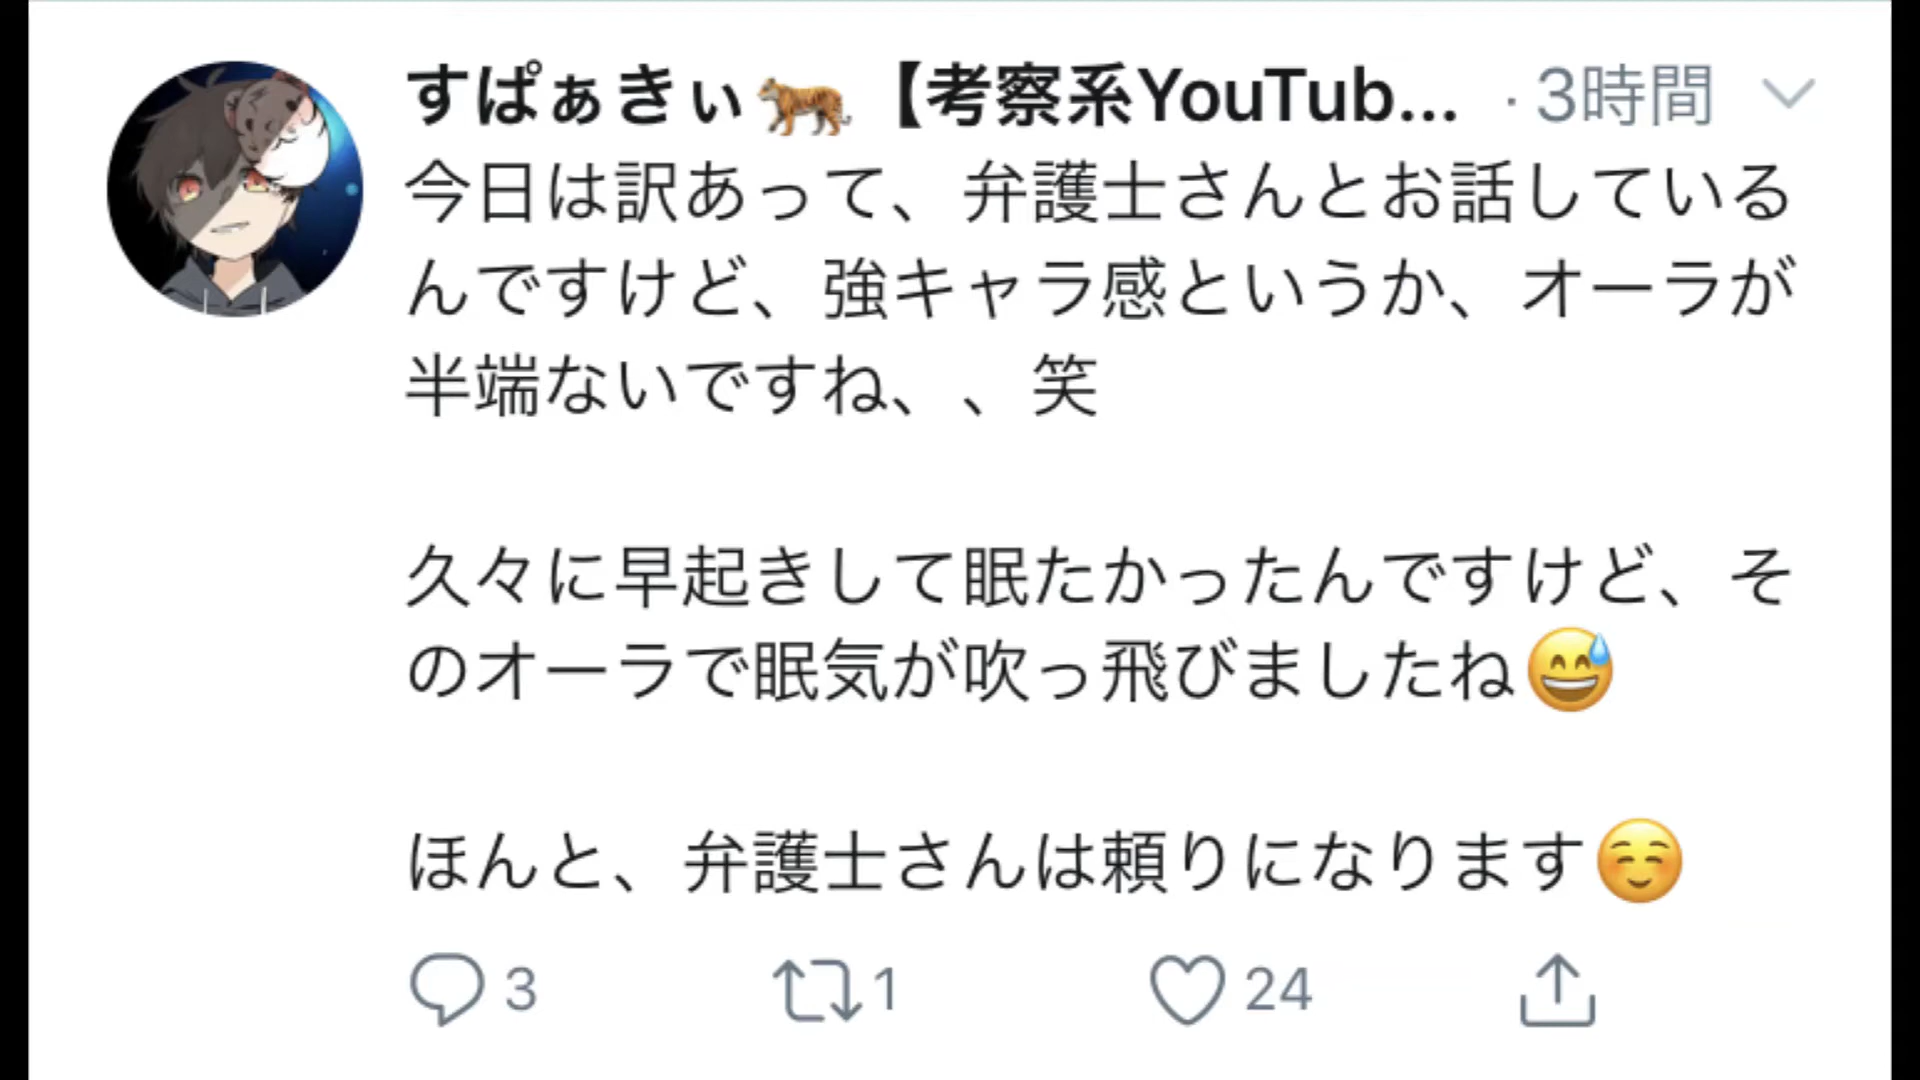 すぱぁきぃ🐅【考察系YouTub... ・3時間
今日は訳あって、弁護士さんとお話している
んですけど、強キャラ感というか、オーラが
半端ないですね、、笑
久々に早起きして眠たかったんですけど、そ
のオーラで眠気が吹っ飛びましたね😅
ほんと、弁護士さんは頼りになります☺️
3 1 24